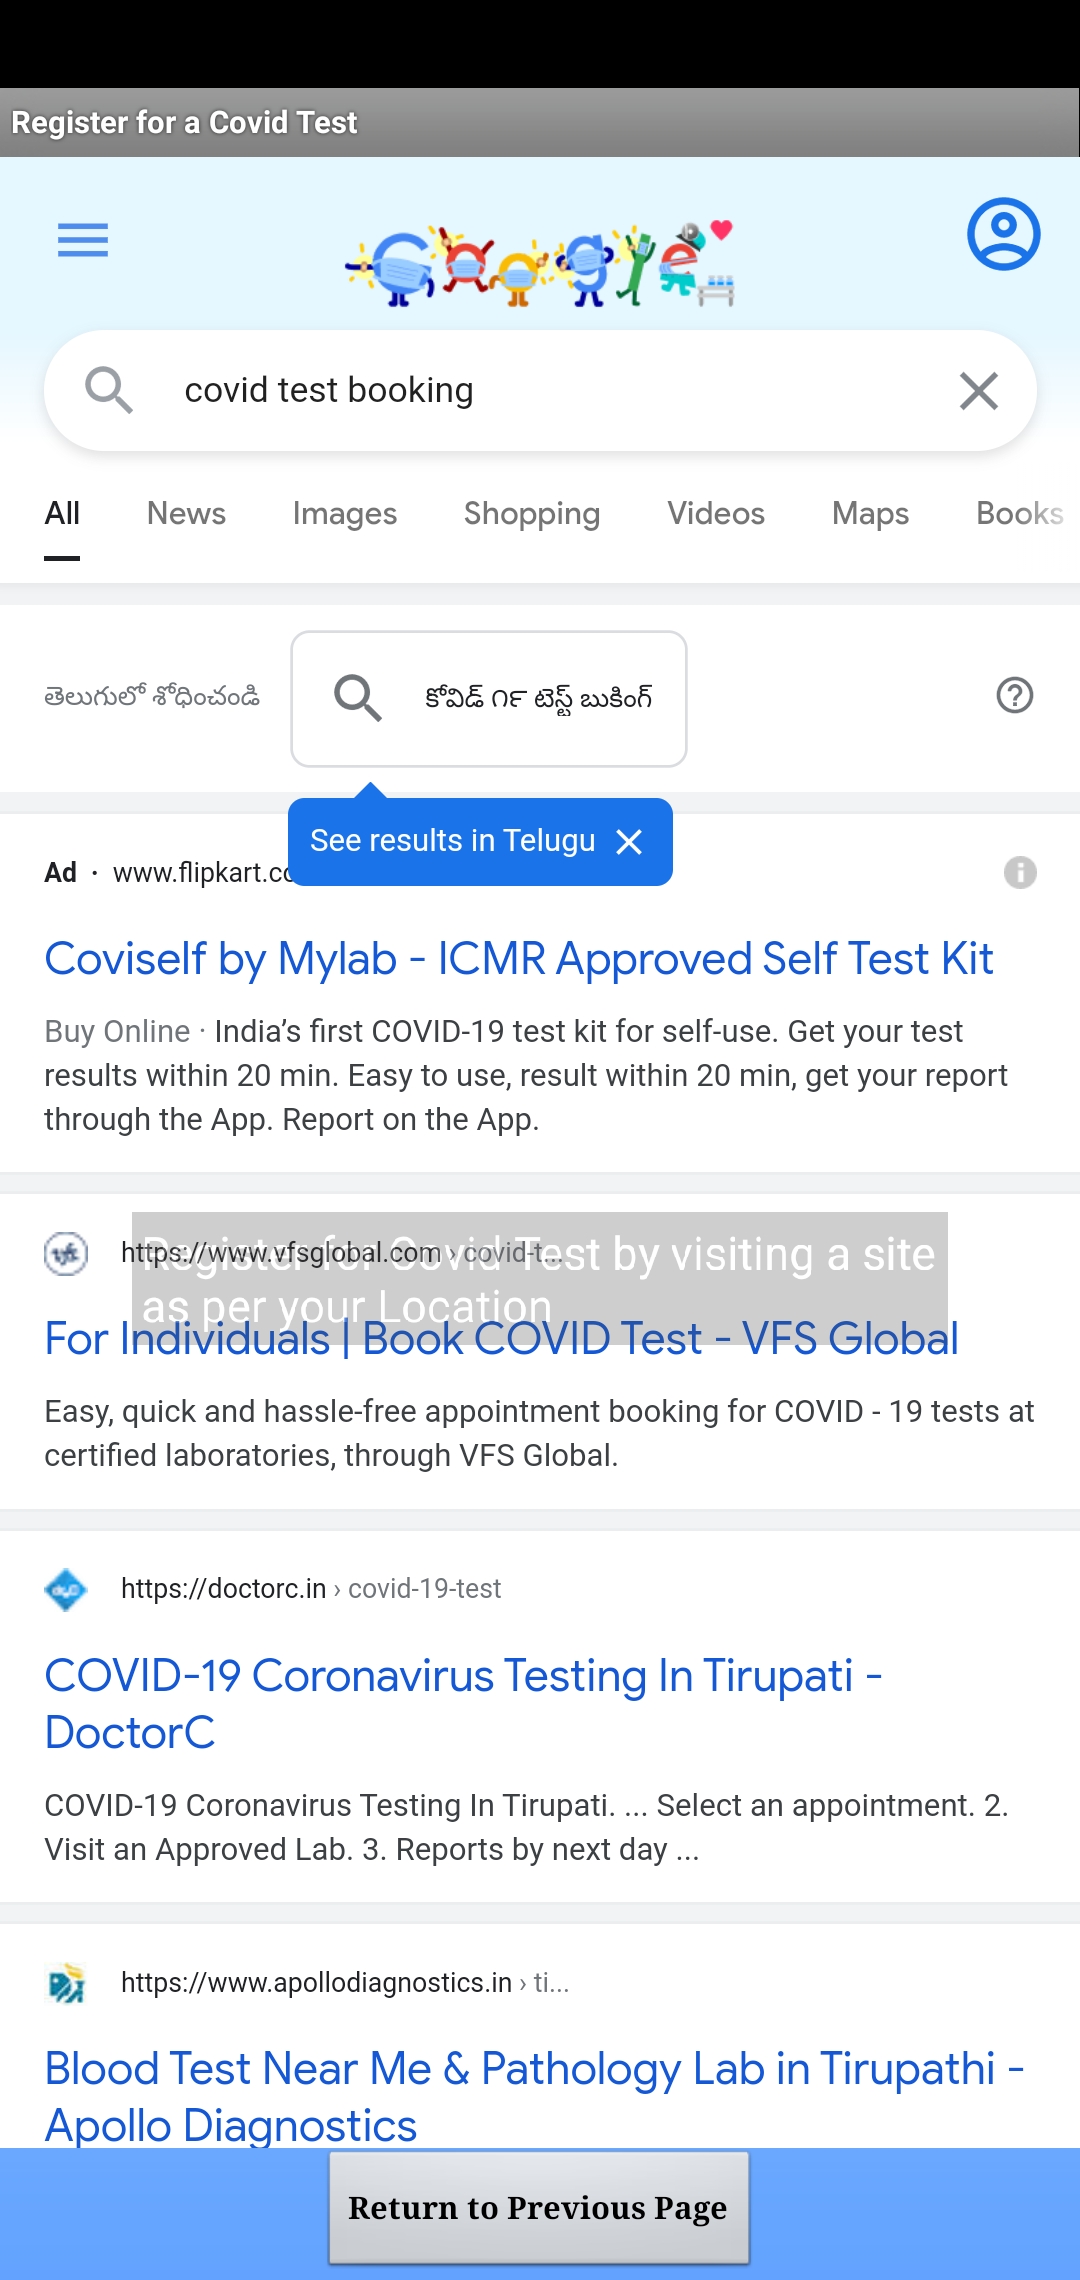 Register for a Covid Test
Google
covid test booking
All News Images Shopping Videos Maps Books
తెలుగులో శోధించండి
కోవిడ్ ౧౯ టెస్ట్ బుకింగ్
See results in Telugu
Ad · www.flipkart.co
Coviself by Mylab - ICMR Approved Self Test Kit
Buy Online · India’s first COVID-19 test kit for self-use. Get your test
results within 20 min. Easy to use, result within 20 min, get your report
through the App. Report on the App.
https://www.vfsglobal.com › covid-t...
Register for Covid Test by visiting a site
as per your Location
For Individuals | Book COVID Test - VFS Global
Easy, quick and hassle-free appointment booking for COVID - 19 tests at
certified laboratories, through VFS Global.
https://doctorc.in › covid-19-test
COVID-19 Coronavirus Testing In Tirupati -
DoctorC
COVID-19 Coronavirus Testing In Tirupati. ... Select an appointment. 2.
Visit an Approved Lab. 3. Reports by next day ...
https://www.apollodiagnostics.in › ti...
Blood Test Near Me & Pathology Lab in Tirupathi -
Apollo Diagnostics
Return to Previous Page